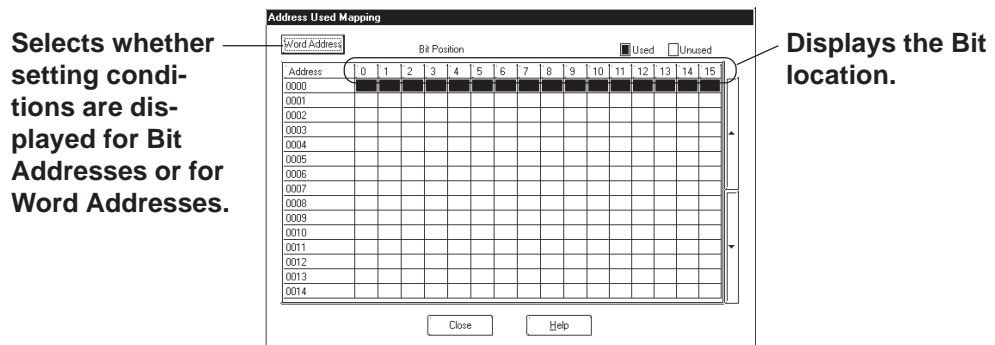 Address Used Mapping
Selects whether
setting condi-
tions are dis-
played for Bit
Addresses or for
Word Addresses.
Word Address
Bit Position
Used
Unused
Displays the Bit
location.
Address 0 1 2 3 4 5 6 7 8 9 10 11 12 13 14 15
0000
0001
0002
0003
0004
0005
0006
0007
0008
0009
0010
0011
0012
0013
0014
Close
Help